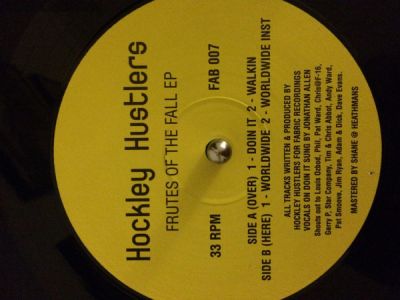 Hockley Hustlers
FRUTES OF THE FALL EP
33 RPM FAB 007
SIDE A (OVER) 1 - DOIN IT 2 - WALKIN
SIDE B (HERE) 1 - WORLDWIDE 2 - WORLDWIDE INST
ALL TRACKS WRITTEN & PRODUCED BY
HOCKLEY HUSTLERS FOR FABRIC RECORDINGS
VOCALS ON DOIN IT SUNG BY JONATHAN ALLEN
Shouts out to Louis Osbod, Phil, Pat Ward, Chris@F-16,
Gerry P, Star Company, Tim & Chris Abbot, Andy Ward,
Pat Smoove, Jim Ryan, Adam & Dick, Dave Evans.
MASTERED BY SHANE @ HEATHMANS